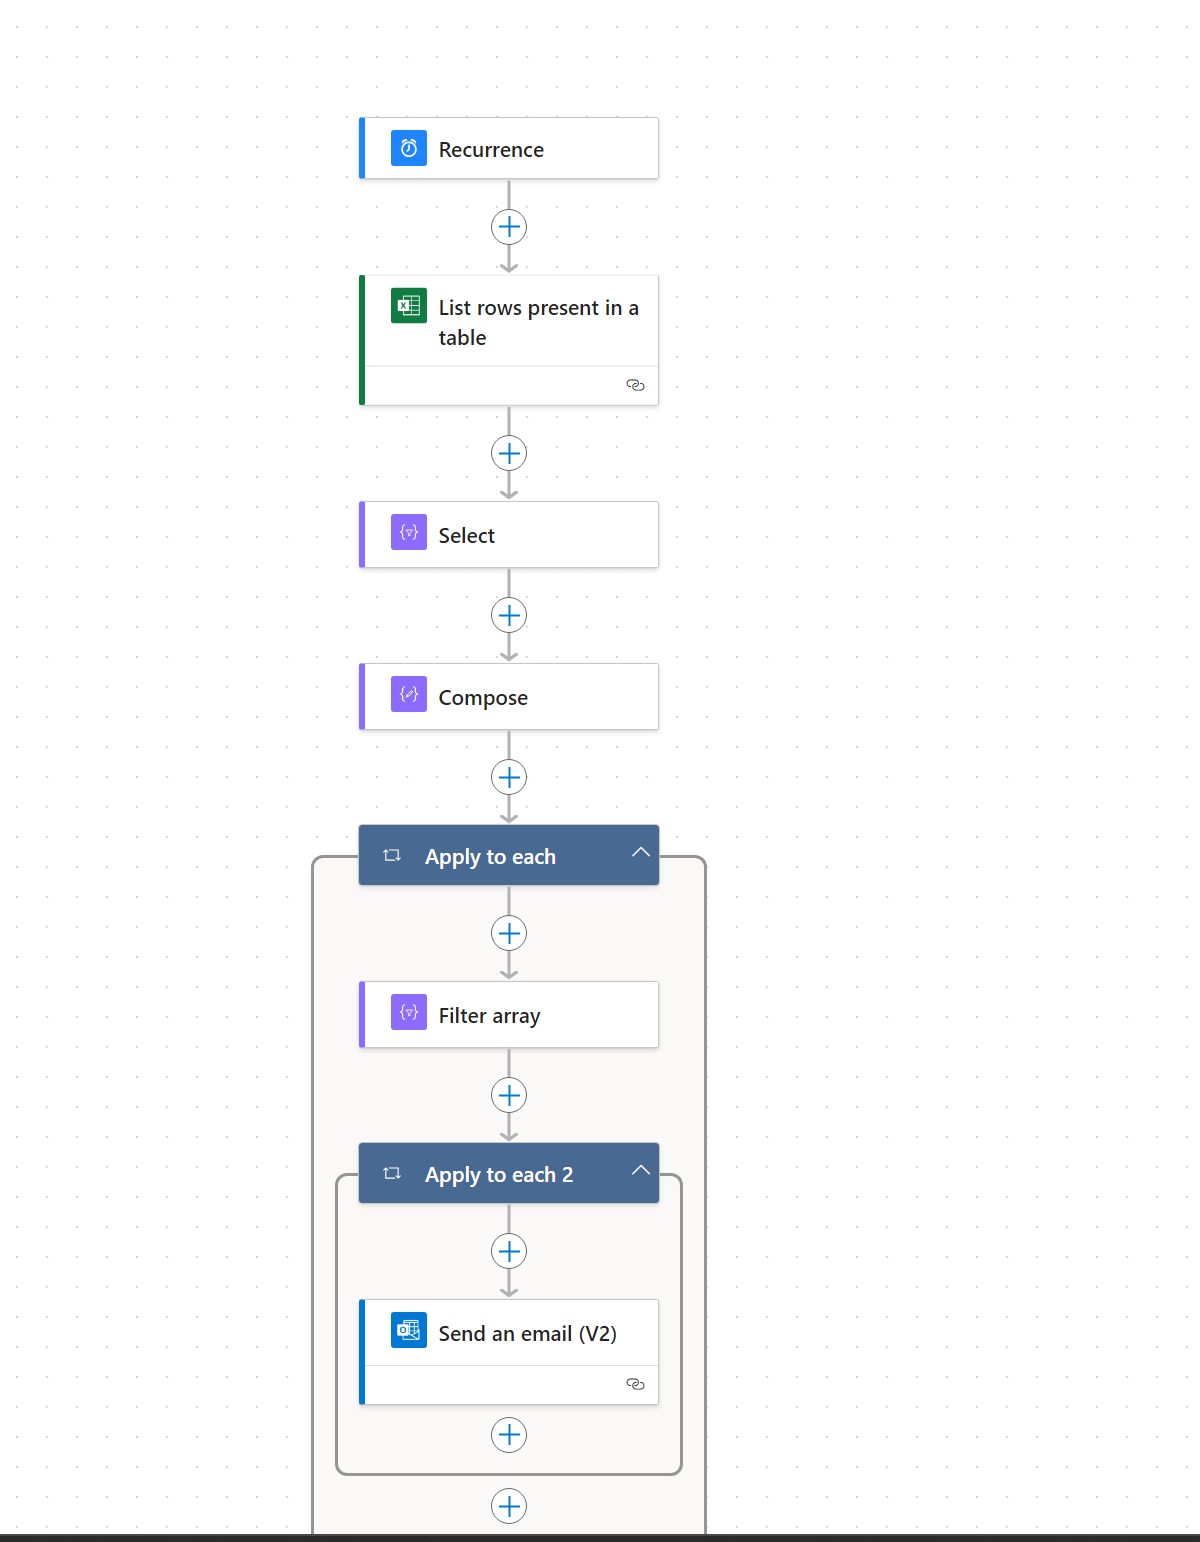 Recurrence
List rows present in a
table
Select
Compose
Apply to each
Filter array
Apply to each 2
Send an email (V2)